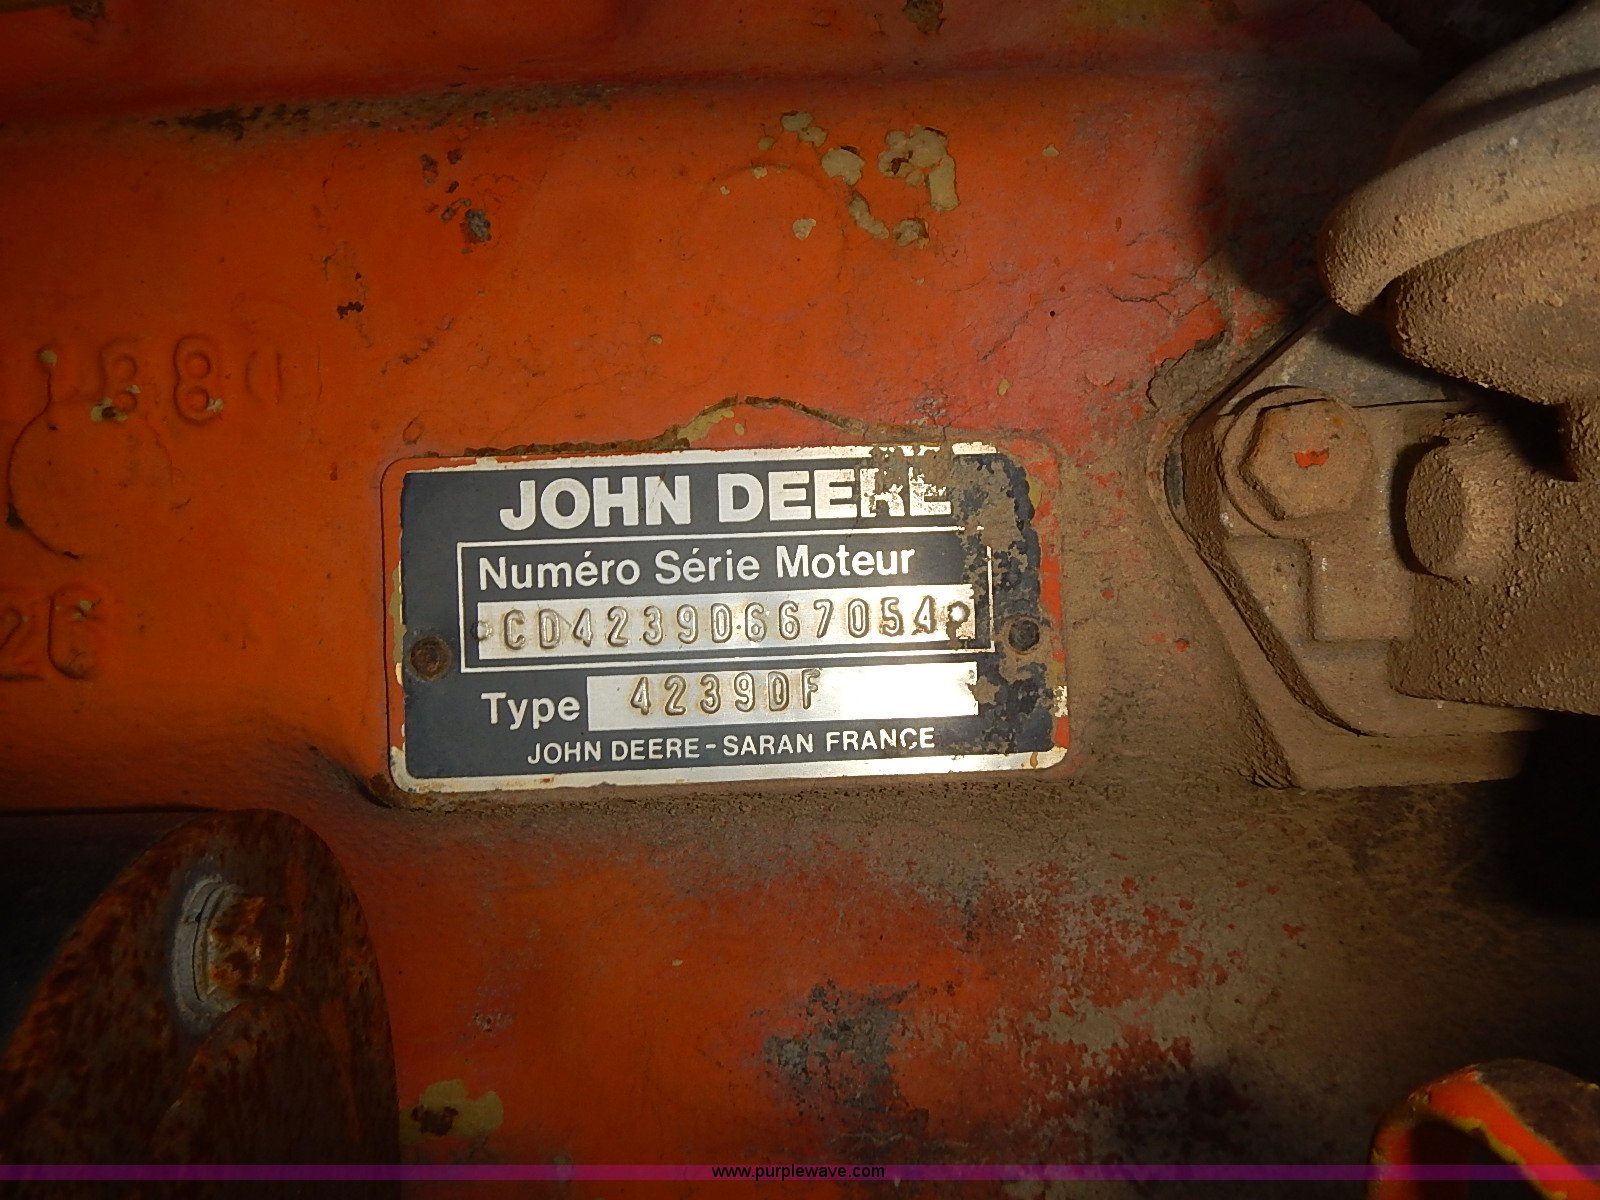 JOHN DEERE
Numéro Série Moteur
CD4239D667054
Type 4239DF
JOHN DEERE - SARAN FRANCE
www.purplewave.com